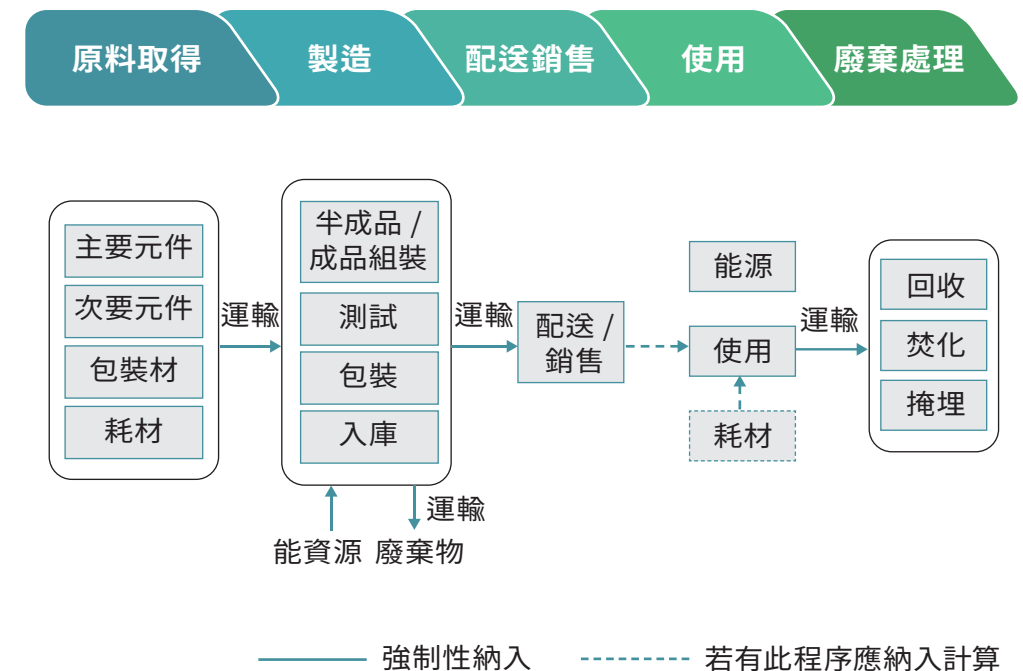 原料取得
製造
配送銷售
使用
廢棄處理
主要元件
次要元件
包裝材
耗材
運輸
半成品 /
成品組裝
測試
包裝
入庫
運輸
能資源
廢棄物
運輸
配送 /
銷售
能源
使用
耗材
運輸
回收
焚化
掩埋
強制性納入
若有此程序應納入計算